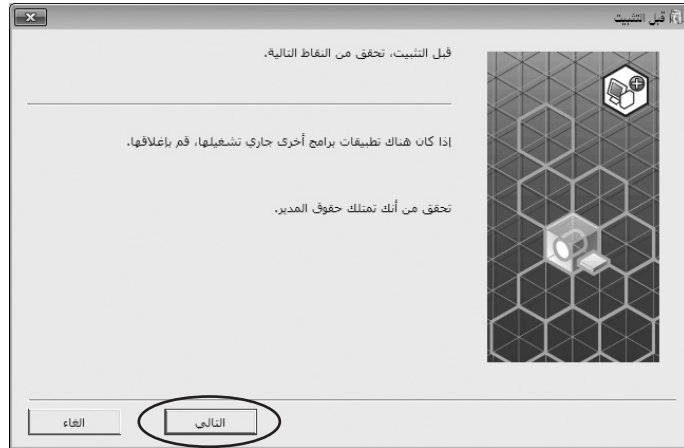 قبل التثبيت
قبل التثبيت، تحقق من النقاط التالية.
إذا كان هناك تطبيقات برامج أخرى جاري تشغيلها، قم بإغلاقها.
تحقق من أنك تمتلك حقوق المدير.
التالي
الغاء